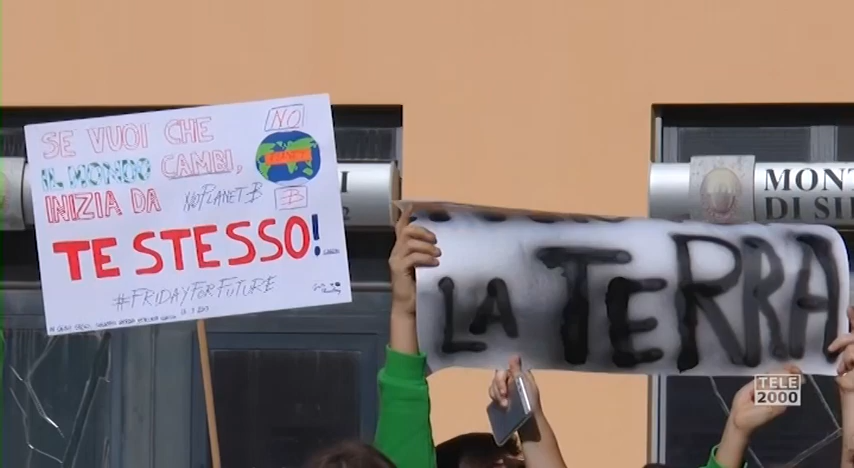 SE VUOI CHE
IL MONDO CAMBI,
INIZIA DA
TE STESSO!
NO
PLANET
B
NOPLANET-B
#FRIDAYFORFUTURE
LA TERRA
MONT
DI SI
TELE
2000